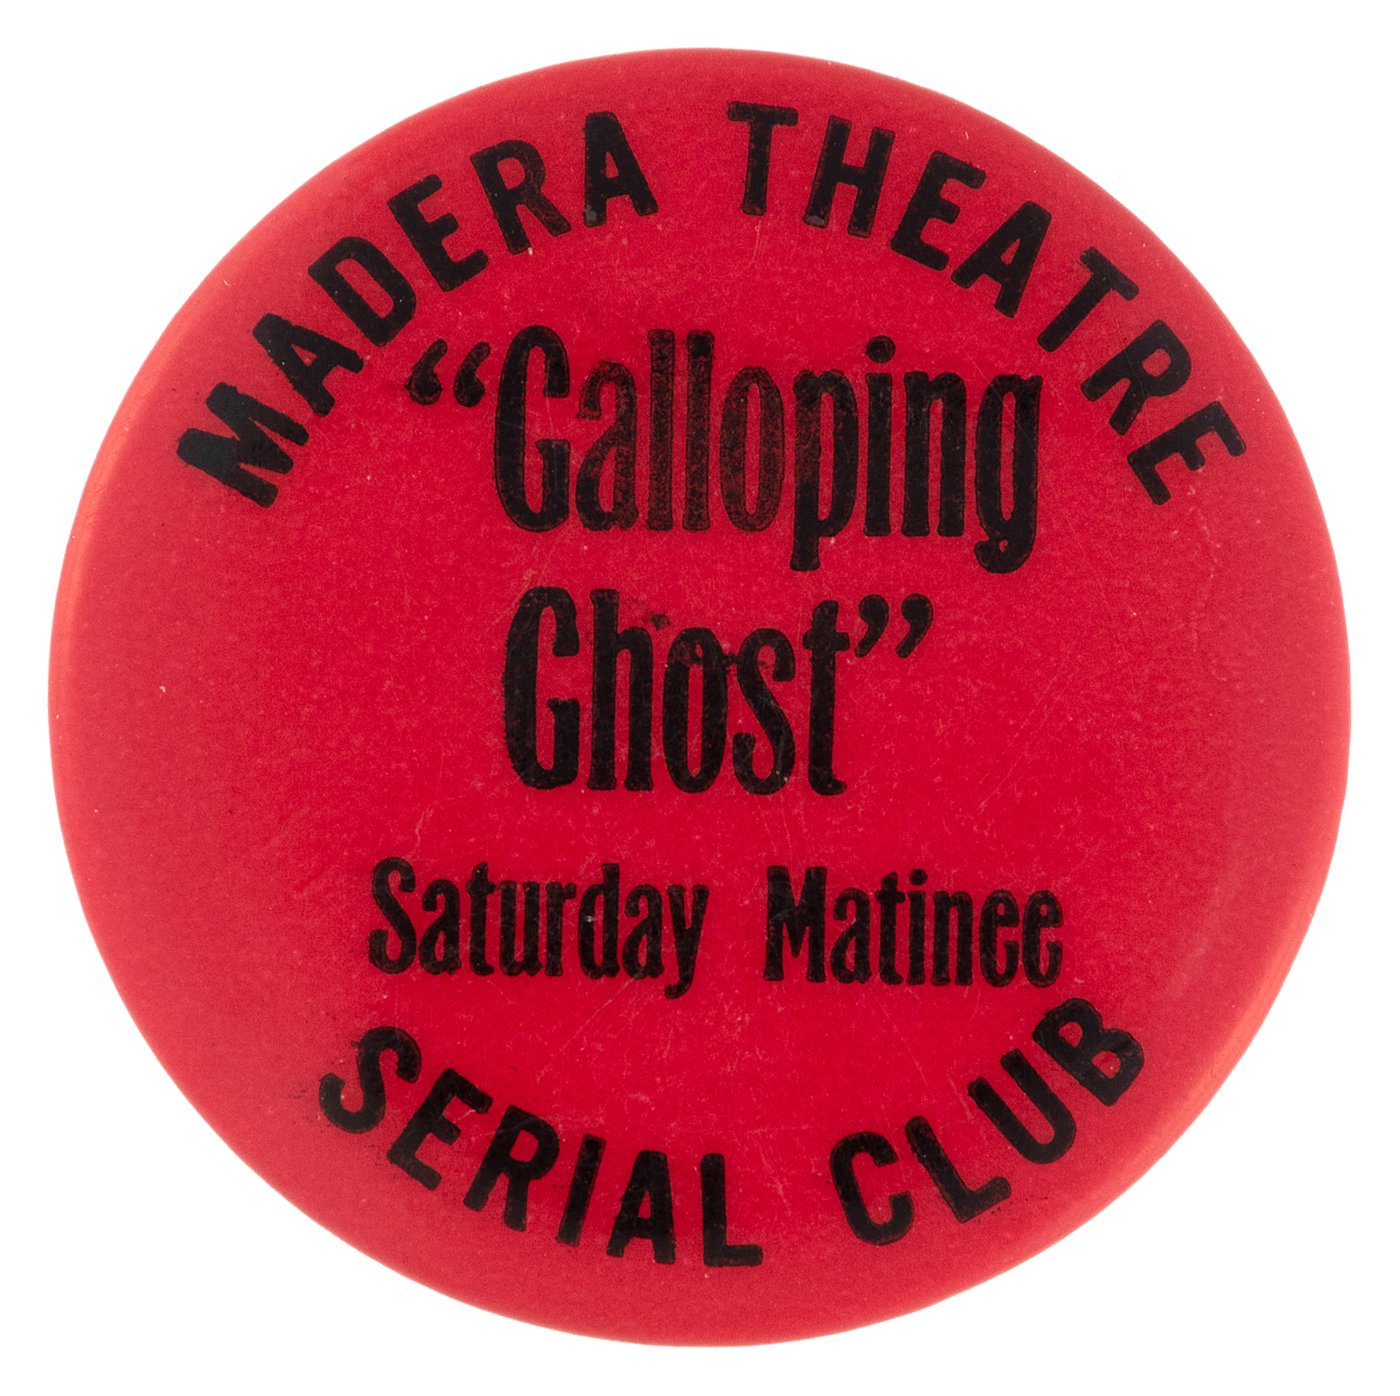 MADERA THEATRE
“Galloping
Ghost”
Saturday Matinee
SERIAL CLUB